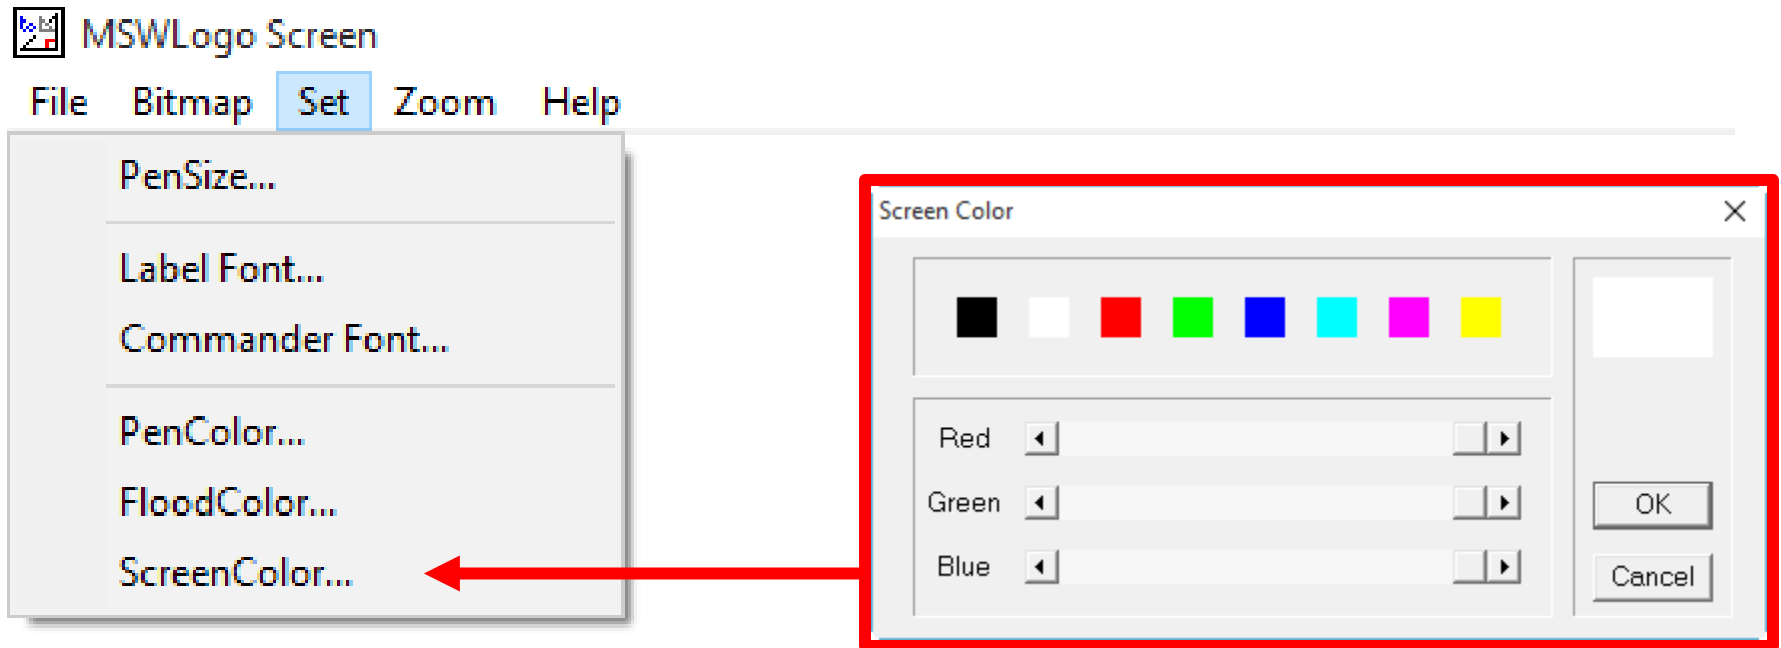 MSWLogo Screen
File Bitmap Set Zoom Help
PenSize...
Label Font...
Commander Font...
PenColor...
FloodColor...
ScreenColor...
Screen Color
Red
Green
Blue
OK
Cancel